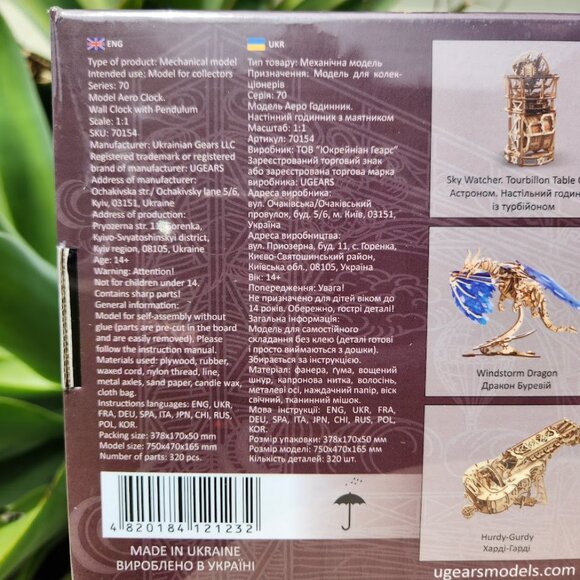 ENG
Type of product: Mechanical model
Intended use: Model for collectors
Series: 70
Model Aero Clock.
Wall Clock with Pendulum
Scale: 1:1
SKU: 70154
Manufacturer: Ukrainian Gears LLC
Registered trademark or registered
brand of manufacturer: UGEARS
Address of manufacturer:
Ochakivska str./ Ochakivsky lane 5/6,
Kyiv, 03151, Ukraine
Address of production:
Pryozerna str. 11, Gorenka,
Kyivo-Svyatoshinskyi district,
Kyiv region, 08105, Ukraine
Age: 14+
Warning: Attention!
Not for children under 14.
Contains sharp parts!
General information:
Model for self-assembly without
glue (parts are pre-cut in the board
and are easily removed). Please
follow the instruction manual.
Materials used: plywood, rubber,
waxed cord, nylon thread, line,
metal axles, sand paper, candle wax,
cloth bag.
Instructions languages: ENG, UKR,
FRA, DEU, SPA, ITA, JPN, CHI, RUS,
POL, KOR.
Packing size: 378x170x50 mm
Model size: 750x470x165 mm
Number of parts: 320 pcs.
UKR
Тип товару: Механічна модель
Призначення: Модель для колек-
ціонерів
Серія: 70
Модель Аеро Годинник.
Настінний годинник з маятником
Масштаб: 1:1
Артикул: 70154
Виробник: ТОВ "Юкрейніан Геарс"
Зареєстрований торговий знак
або зареєстрована торгова марка
виробника: UGEARS
Адреса виробника:
вул. Очаківська/Очаківський
провулок, буд. 5/6, м. Київ, 03151,
Україна
Адреса виробництва:
вул. Приозерна, буд. 11, с. Горенка,
Києво-Святошинський район,
Київська обл., 08105, Україна
Вік: 14+
Попередження: Увага!
Не призначено для дітей віком до
14 років. Обережно, гострі деталі!
Загальна інформація:
Модель для самостійного
складання без клею (деталі готові
і просто виймаються з дошки).
Збирається за інструкцією.
Матеріали: фанера, гума, вощений
шнур, капронова нитка, волосінь,
металеві осі, наждачний папір, віск
свічний, тканинний мішок.
Мова інструкції: ENG, UKR, FRA,
DEU, SPA, ITA, JPN, CHI, RUS, POL,
KOR.
Розмір упаковки: 378x170x50 мм
Розмір моделі: 750x470x165 мм
Кількість деталей: 320 шт.
4 820184 121232
MADE IN UKRAINE
ВИРОБЛЕНО В УКРАЇНІ
Sky Watcher. Tourbillon Table
Астроном. Настільний годин
із турбійоном
Windstorm Dragon
Дракон Буревій
Hurdy-Gurdy
Харді-Гарді
ugearsmodels.com